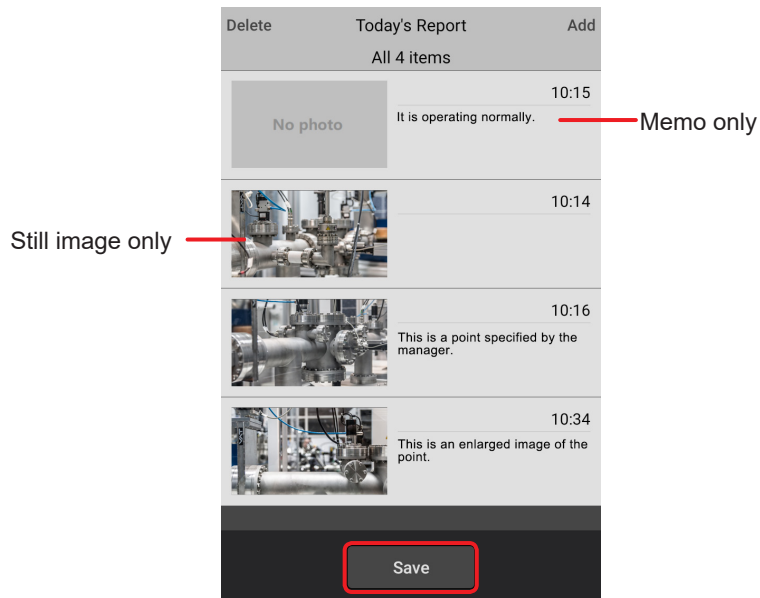 Delete Today's Report Add
All 4 items
10:15
No photo
It is operating normally.
Memo only
10:14
Still image only
10:16
This is a point specified by the
manager.
10:34
This is an enlarged image of the
point.
Save